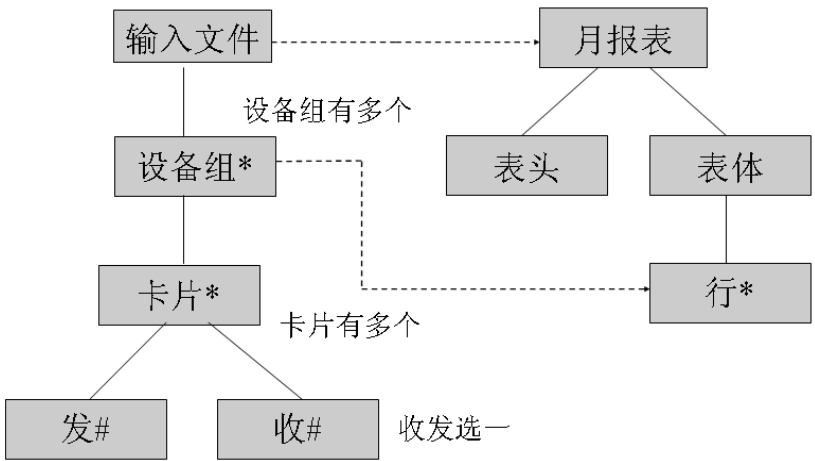 输入文件
月报表
设备组有多个
设备组*
表头
表体
卡片*
行*
卡片有多个
发#
收#
收发选一